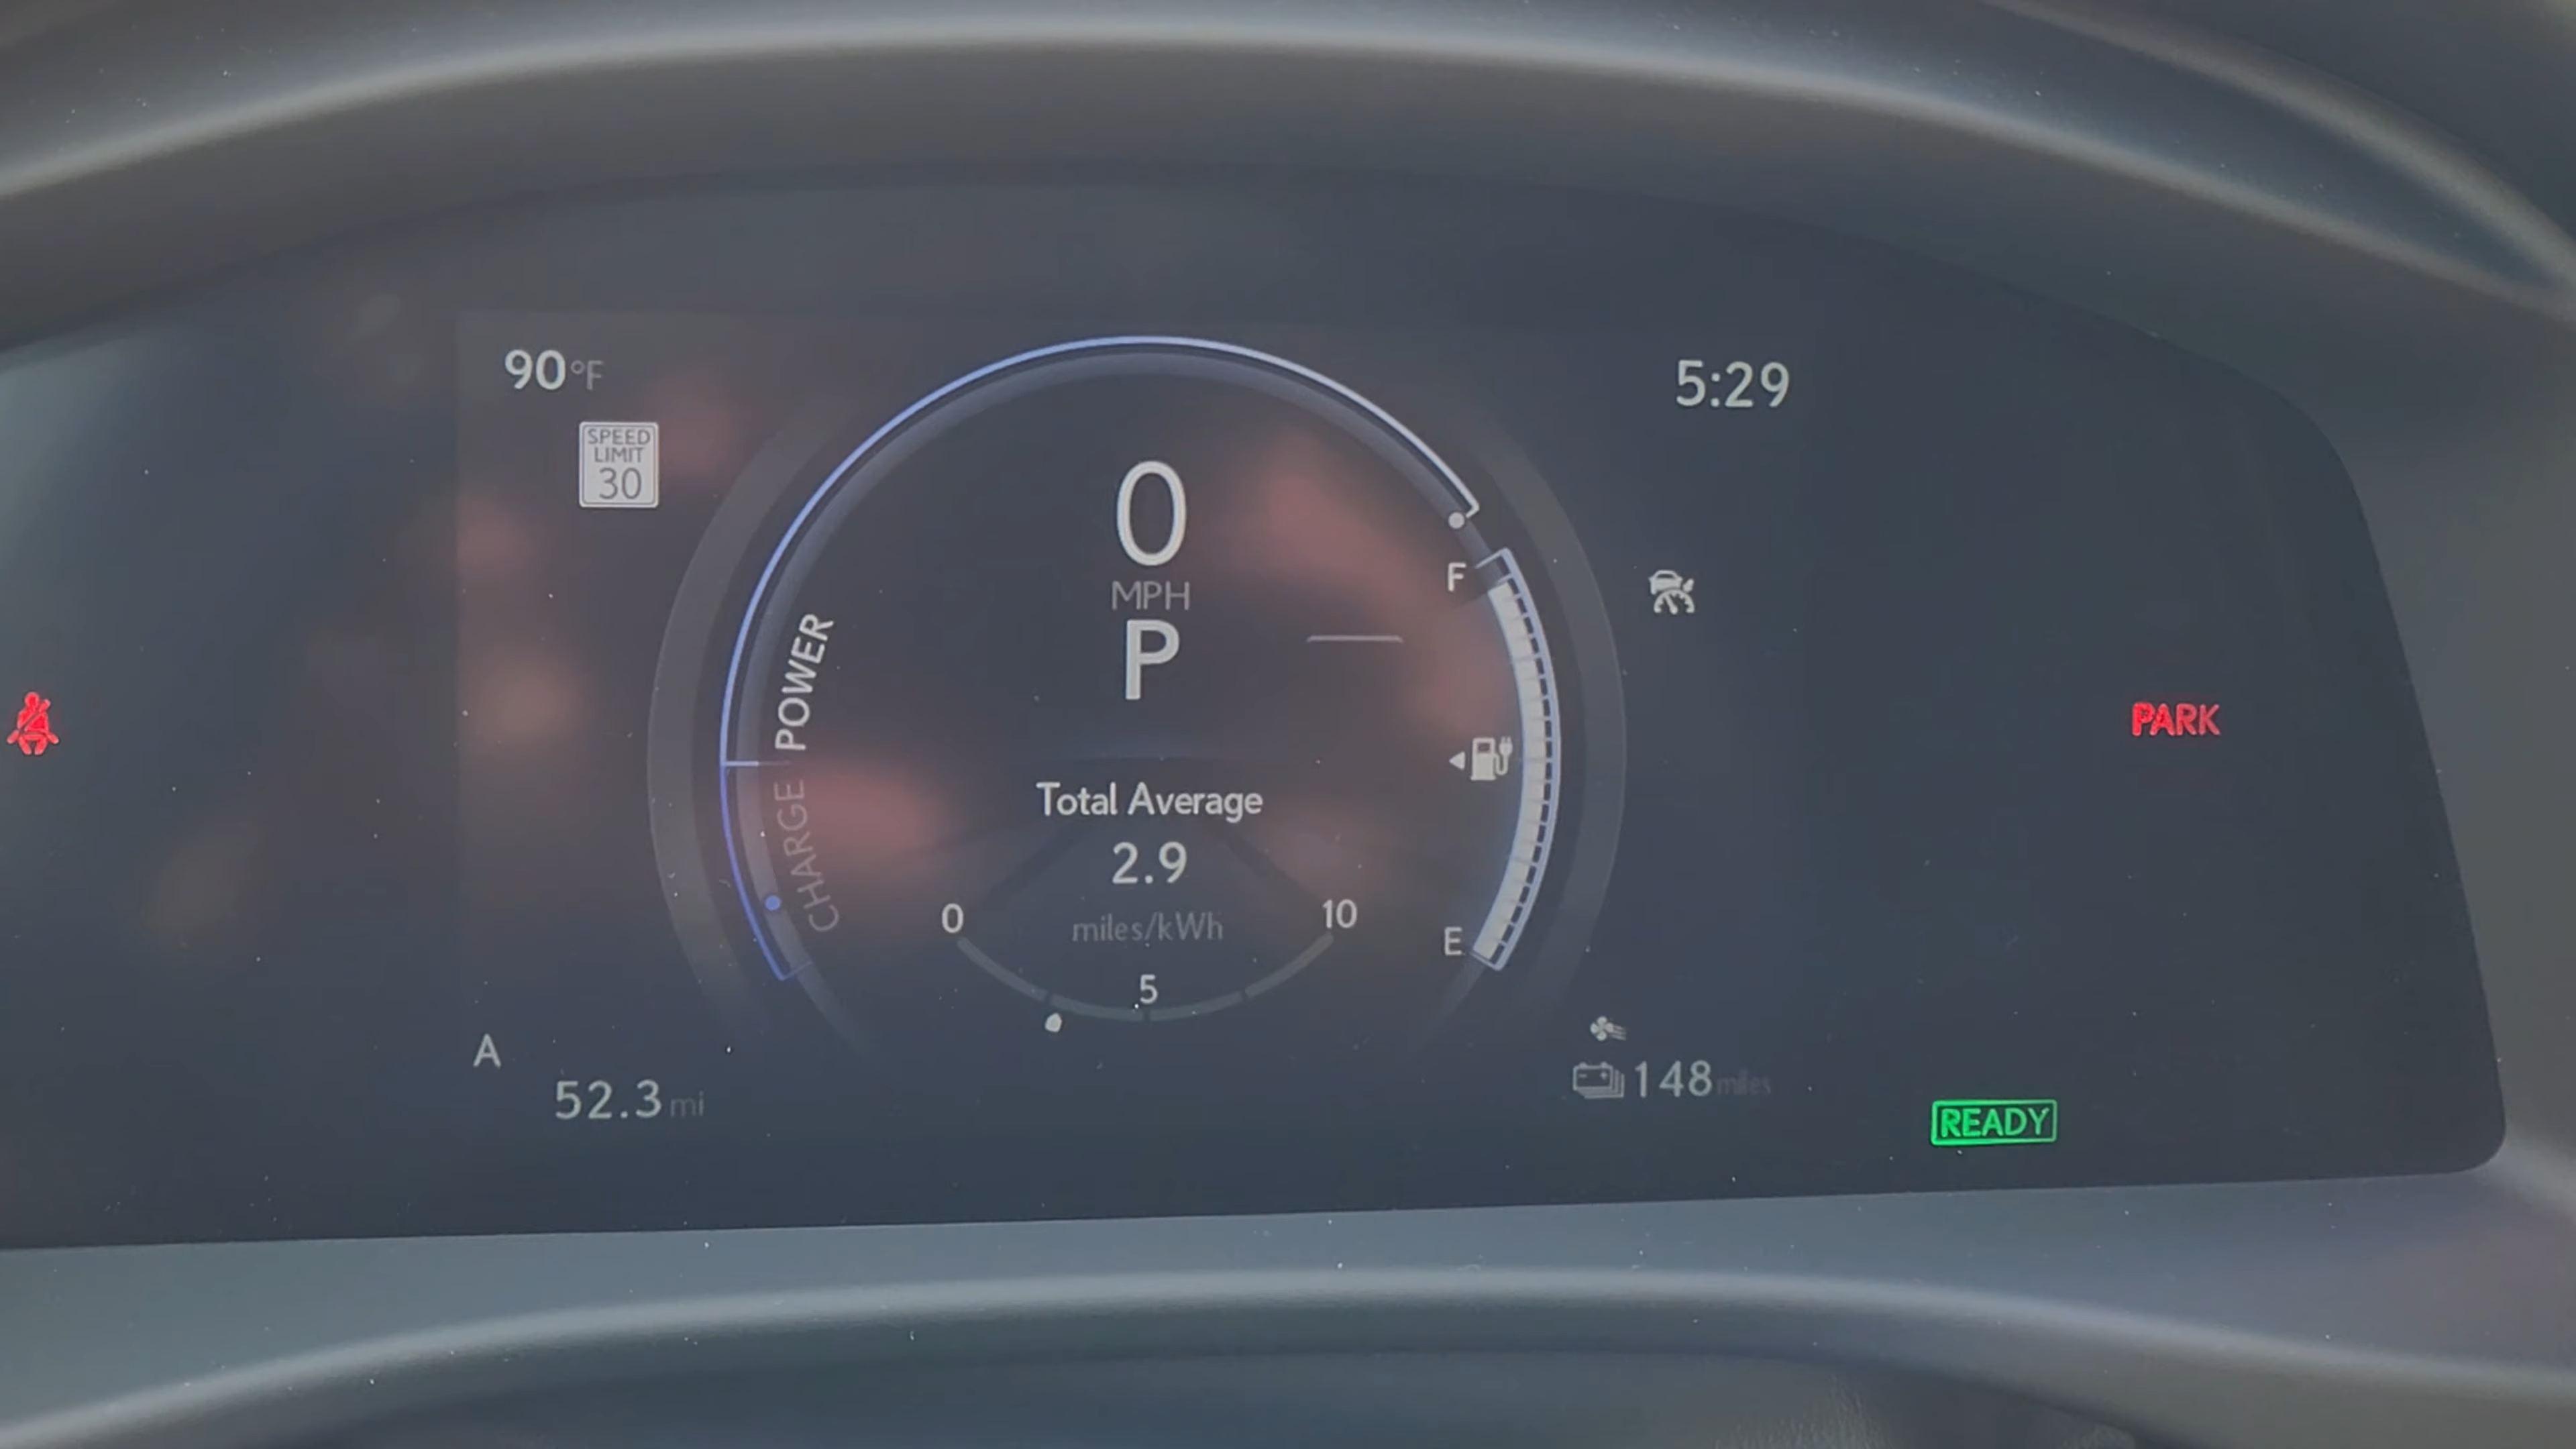 90°F
5:29
SPEED
LIMIT
30
0
MPH
P
POWER
CHARGE
F
E
PARK
Total Average
2.9
miles/kWh
0
10
5
A
52.3 mi
148 miles
READY